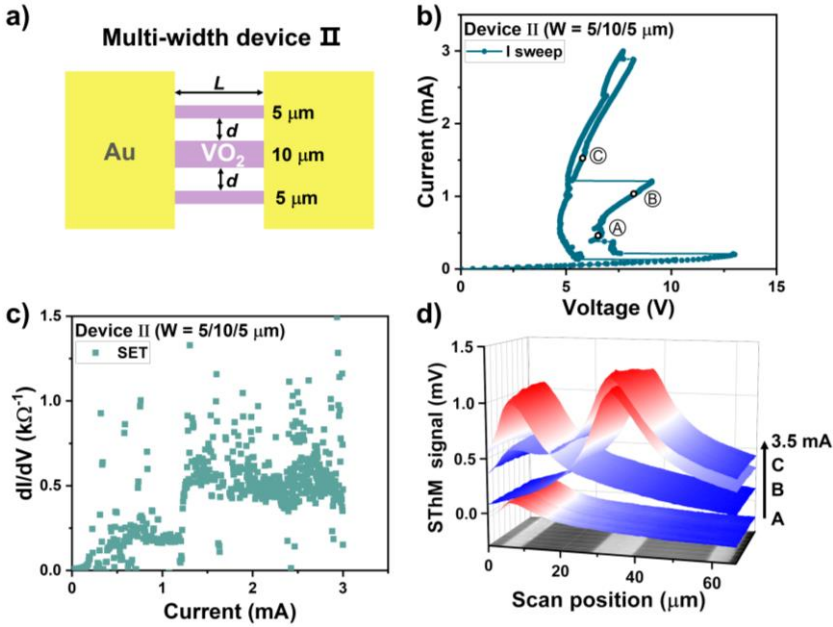 a)
Multi-width device II
L
5 μm
d
Au
VO₂
10 μm
d
5 μm
b)
Device II (W = 5/10/5 μm)
I sweep
3
2
1
0
Current (mA)
A
B
C
0
5
10
15
Voltage (V)
c)
Device II (W = 5/10/5 μm)
SET
1.5
1.0
0.5
0.0
dI/dV (kΩ⁻¹)
0
1
2
3
Current (mA)
d)
1.5
1.0
0.5
0.0
SThM signal (mV)
3.5 mA
C
B
A
0
20
40
60
Scan position (μm)